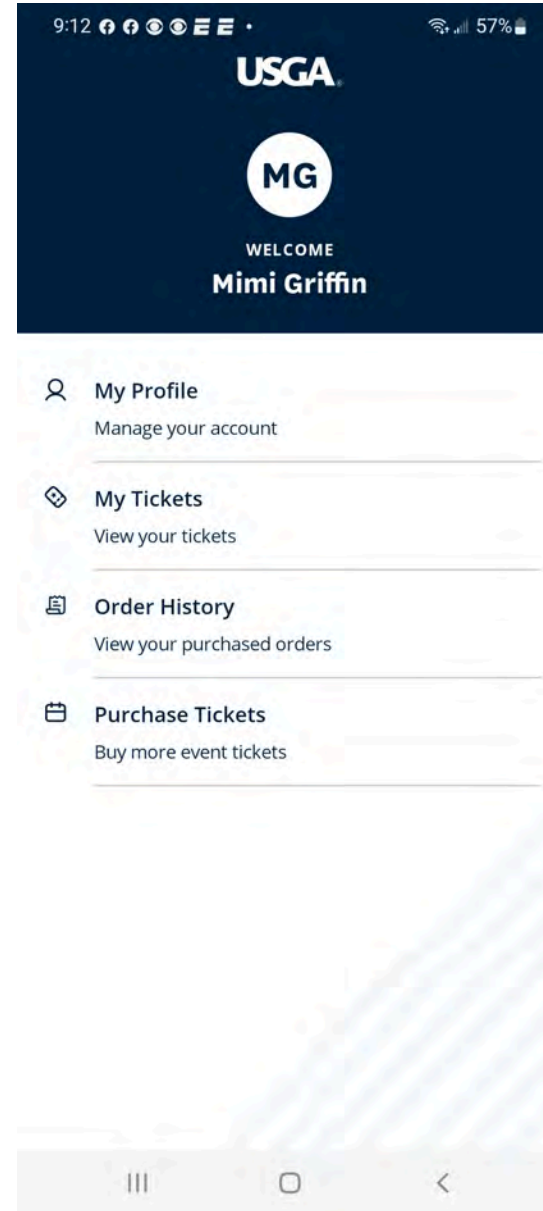 9:12
57%
USGA
MG
WELCOME
Mimi Griffin
My Profile
Manage your account
My Tickets
View your tickets
Order History
View your purchased orders
Purchase Tickets
Buy more event tickets